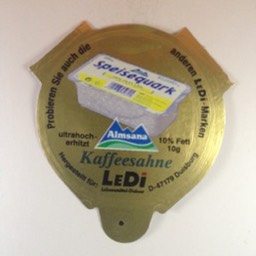 Probieren Sie auch die
anderen LEDi-Marken
Almsana
Speisequark
Almsana
ultrahoch-
erhitzt
10% Fett
10g
Kaffeesahne
Hergestellt für:
LEDi
D-47179 Duisburg